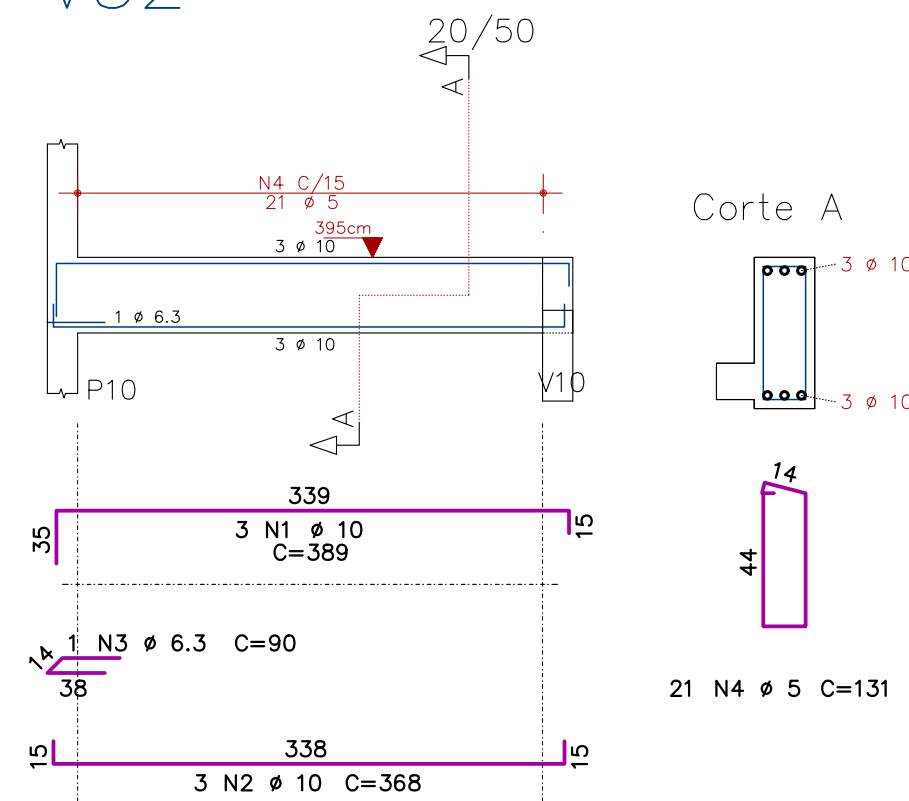 20/50
A
N4 C/15
21 ø 5
395cm
3 ø 10
1 ø 6.3
3 ø 10
P10
V10
A
Corte A
3 ø 10
3 ø 10
339
35
15
3 N1 ø 10
C=389
14
44
21 N4 ø 5 C=131
1 N3 ø 6.3 C=90
14
38
338
15
15
3 N2 ø 10 C=368